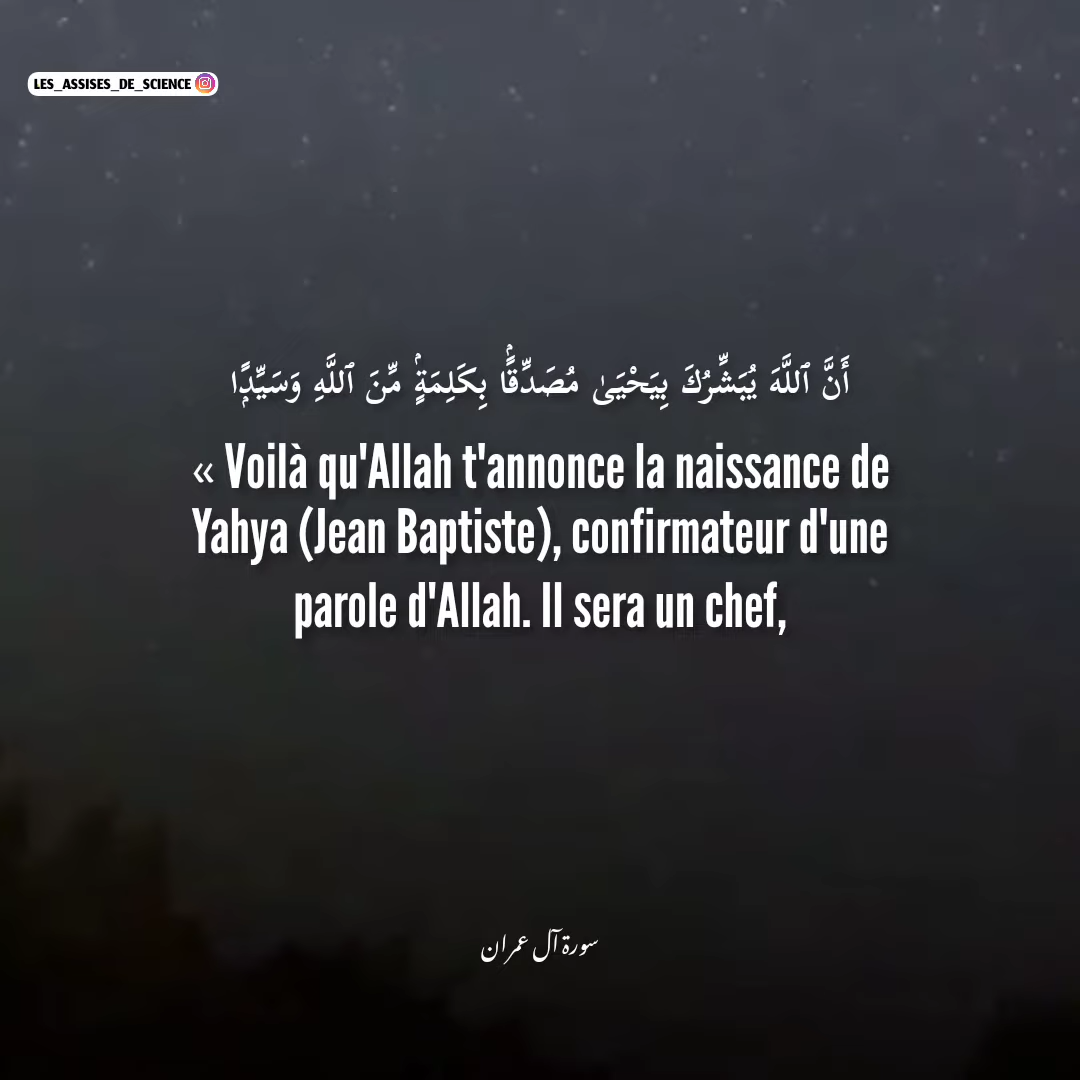 LES_ASSISES_DE_SCIENCE
أَنَّ ٱللَّهَ يُبَشِّرُكَ بِيَحْيَىٰ مُصَدِّقًۢا بِكَلِمَةٍۢ مِّنَ ٱللَّهِ وَسَيِّدًۭا
« Voilà qu'Allah t'annonce la naissance de
Yahya (Jean Baptiste), confirmateur d'une
parole d'Allah. Il sera un chef,
سورة آل عمران